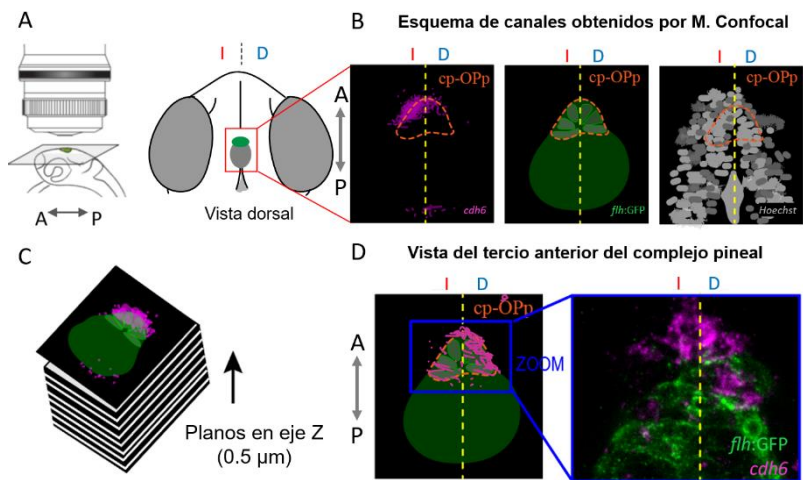 A
I D
A
P
Vista dorsal
A P
B
Esquema de canales obtenidos por M. Confocal
I D
cp-OPp
cdh6
cp-OPp
flh:GFP
cp-OPp
Hoechst
C
Planos en eje Z
(0.5 µm)
D
Vista del tercio anterior del complejo pineal
I D
cp-OPp
A
P
ZOOM
I D
flh:GFP
cdh6